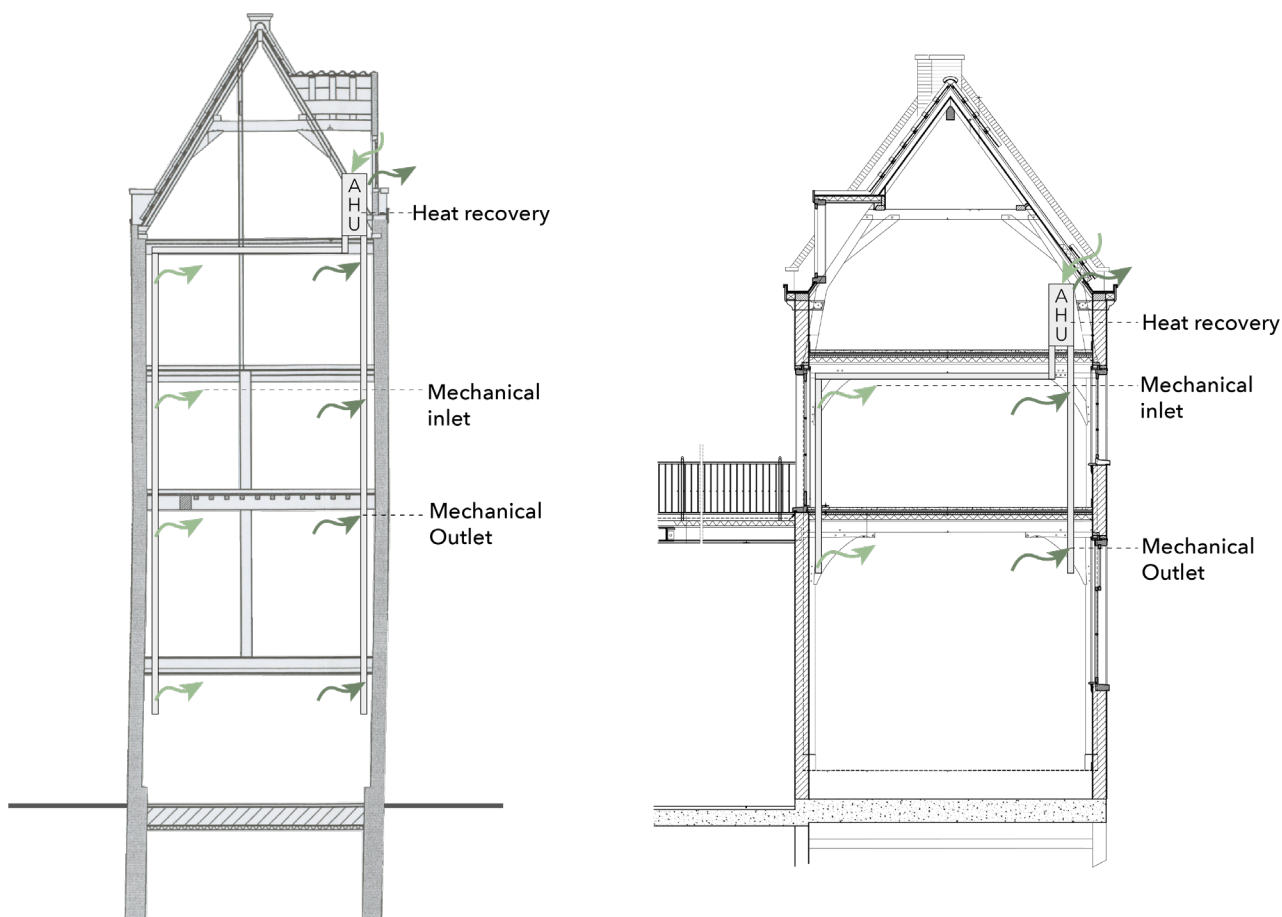 A
H
U
Heat recovery
Mechanical
inlet
Mechanical
Outlet
A
H
U
Heat recovery
Mechanical
inlet
Mechanical
Outlet